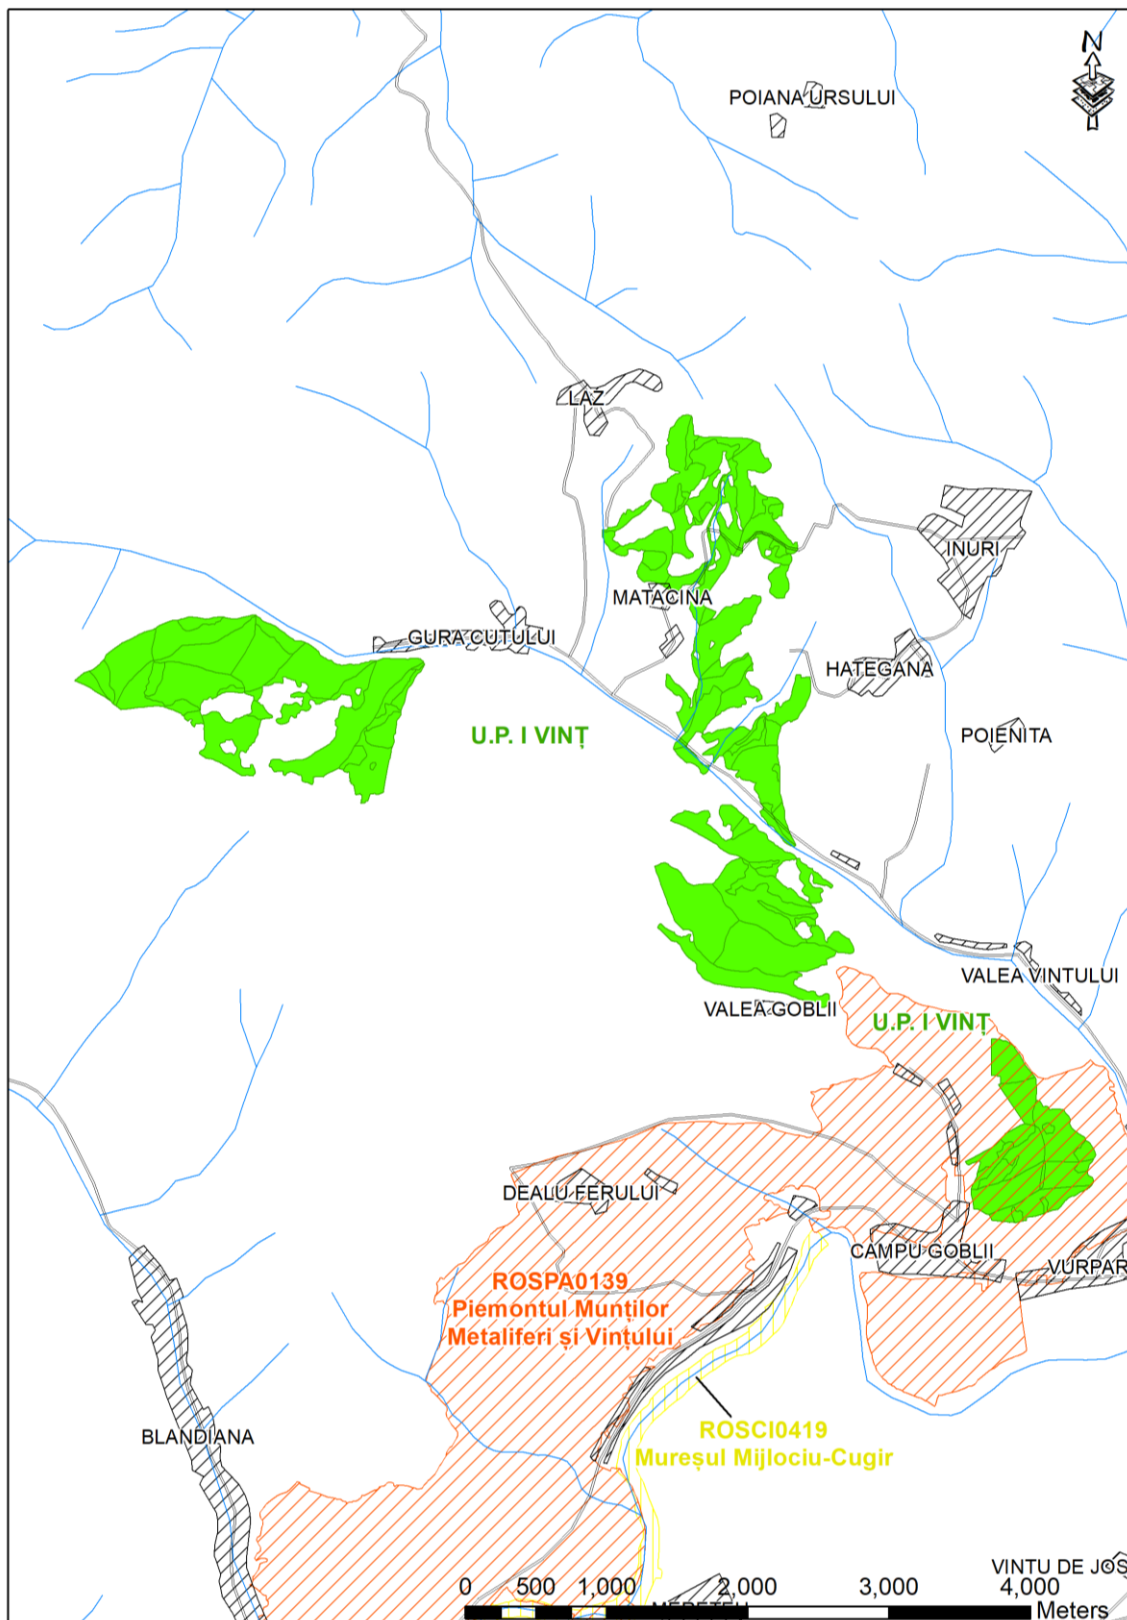 N
POIANA URSULUI
LAZ
INURI
MATACINA
GURA CUTULUI
HATEGANA
U.P. I VINȚ
POIENITA
VALEA VINTULUI
VALEA GOBLII
U.P. I VINȚ
DEALU FERULUI
CAMPU GOBLII
VURPAR
ROSPA0139
Piemontul Munților
Metaliferi și Vințului
ROSCI0419
Mureșul Mijlociu-Cugir
BLANDIANA
VINTU DE JOS
0 500 1,000 2,000 3,000 4,000
Meters